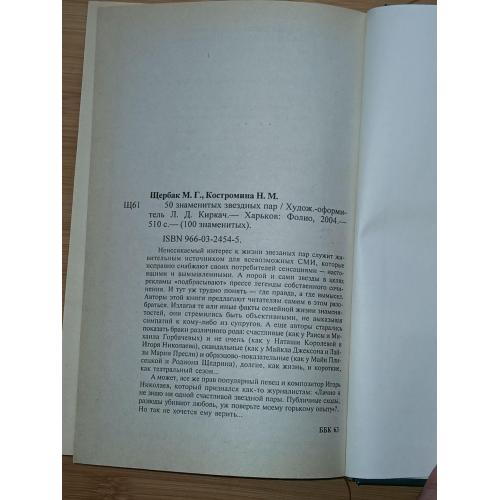 Щербак М. Г., Костромина Н. М.
Щ61 50 знаменитых звездных пар / Худож.-оформи-
тель Л. Д. Киркач.— Харьков: Фолио, 2004.—
510 с.— (100 знаменитых).
ISBN 966-03-2454-5.
Неиссякаемый интерес к жизни звездных пар служит жи-
вительным источником для всевозможных СМИ, которые
исправно снабжают своих потребителей сенсациями — настоя-
щими и вымышленными. А порой и сами звезды в целях
рекламы «подбрасывают» прессе легенды собственного сочи-
нения. И тут уж трудно понять — где правда, а где вымысел.
Авторы этой книги предлагают читателям самим в этом разо-
браться. Излагая те или иные факты семейной жизни знамени-
тостей, они стремились быть объективными, не выказывая
симпатий к кому-либо из супругов. А еще авторы старались
показать браки различного рода: счастливые (как у Раисы и Ми-
хаила Горбачевых) и не очень (как у Наташи Королевой и
Игоря Николаева), скандальные (как у Майкла Джексона и Лай-
зы Марии Пресли) и образцово-показательные (как у Майи Пли-
сецкой и Родиона Щедрина), долгие, как жизнь, и короткие,
как театральный сезон...
А может, все же прав популярный певец и композитор Игорь
Николаев, который признался как-то журналистам: «Лично я
не знаю ни одной счастливой звездной пары. Публичные сходы,
разводы убивают любовь, уж поверьте моему горькому опыту».
Но так не хочется ему верить...
ББК 63